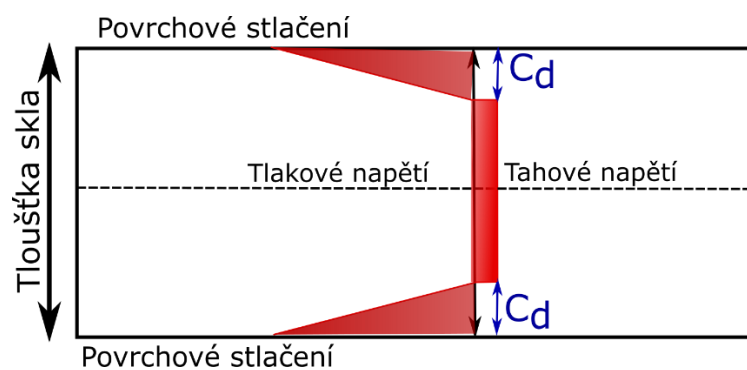 Povrchové stlačení
Cd
Tloušťka skla
Tlakové napětí
Tahové napětí
Cd
Povrchové stlačení